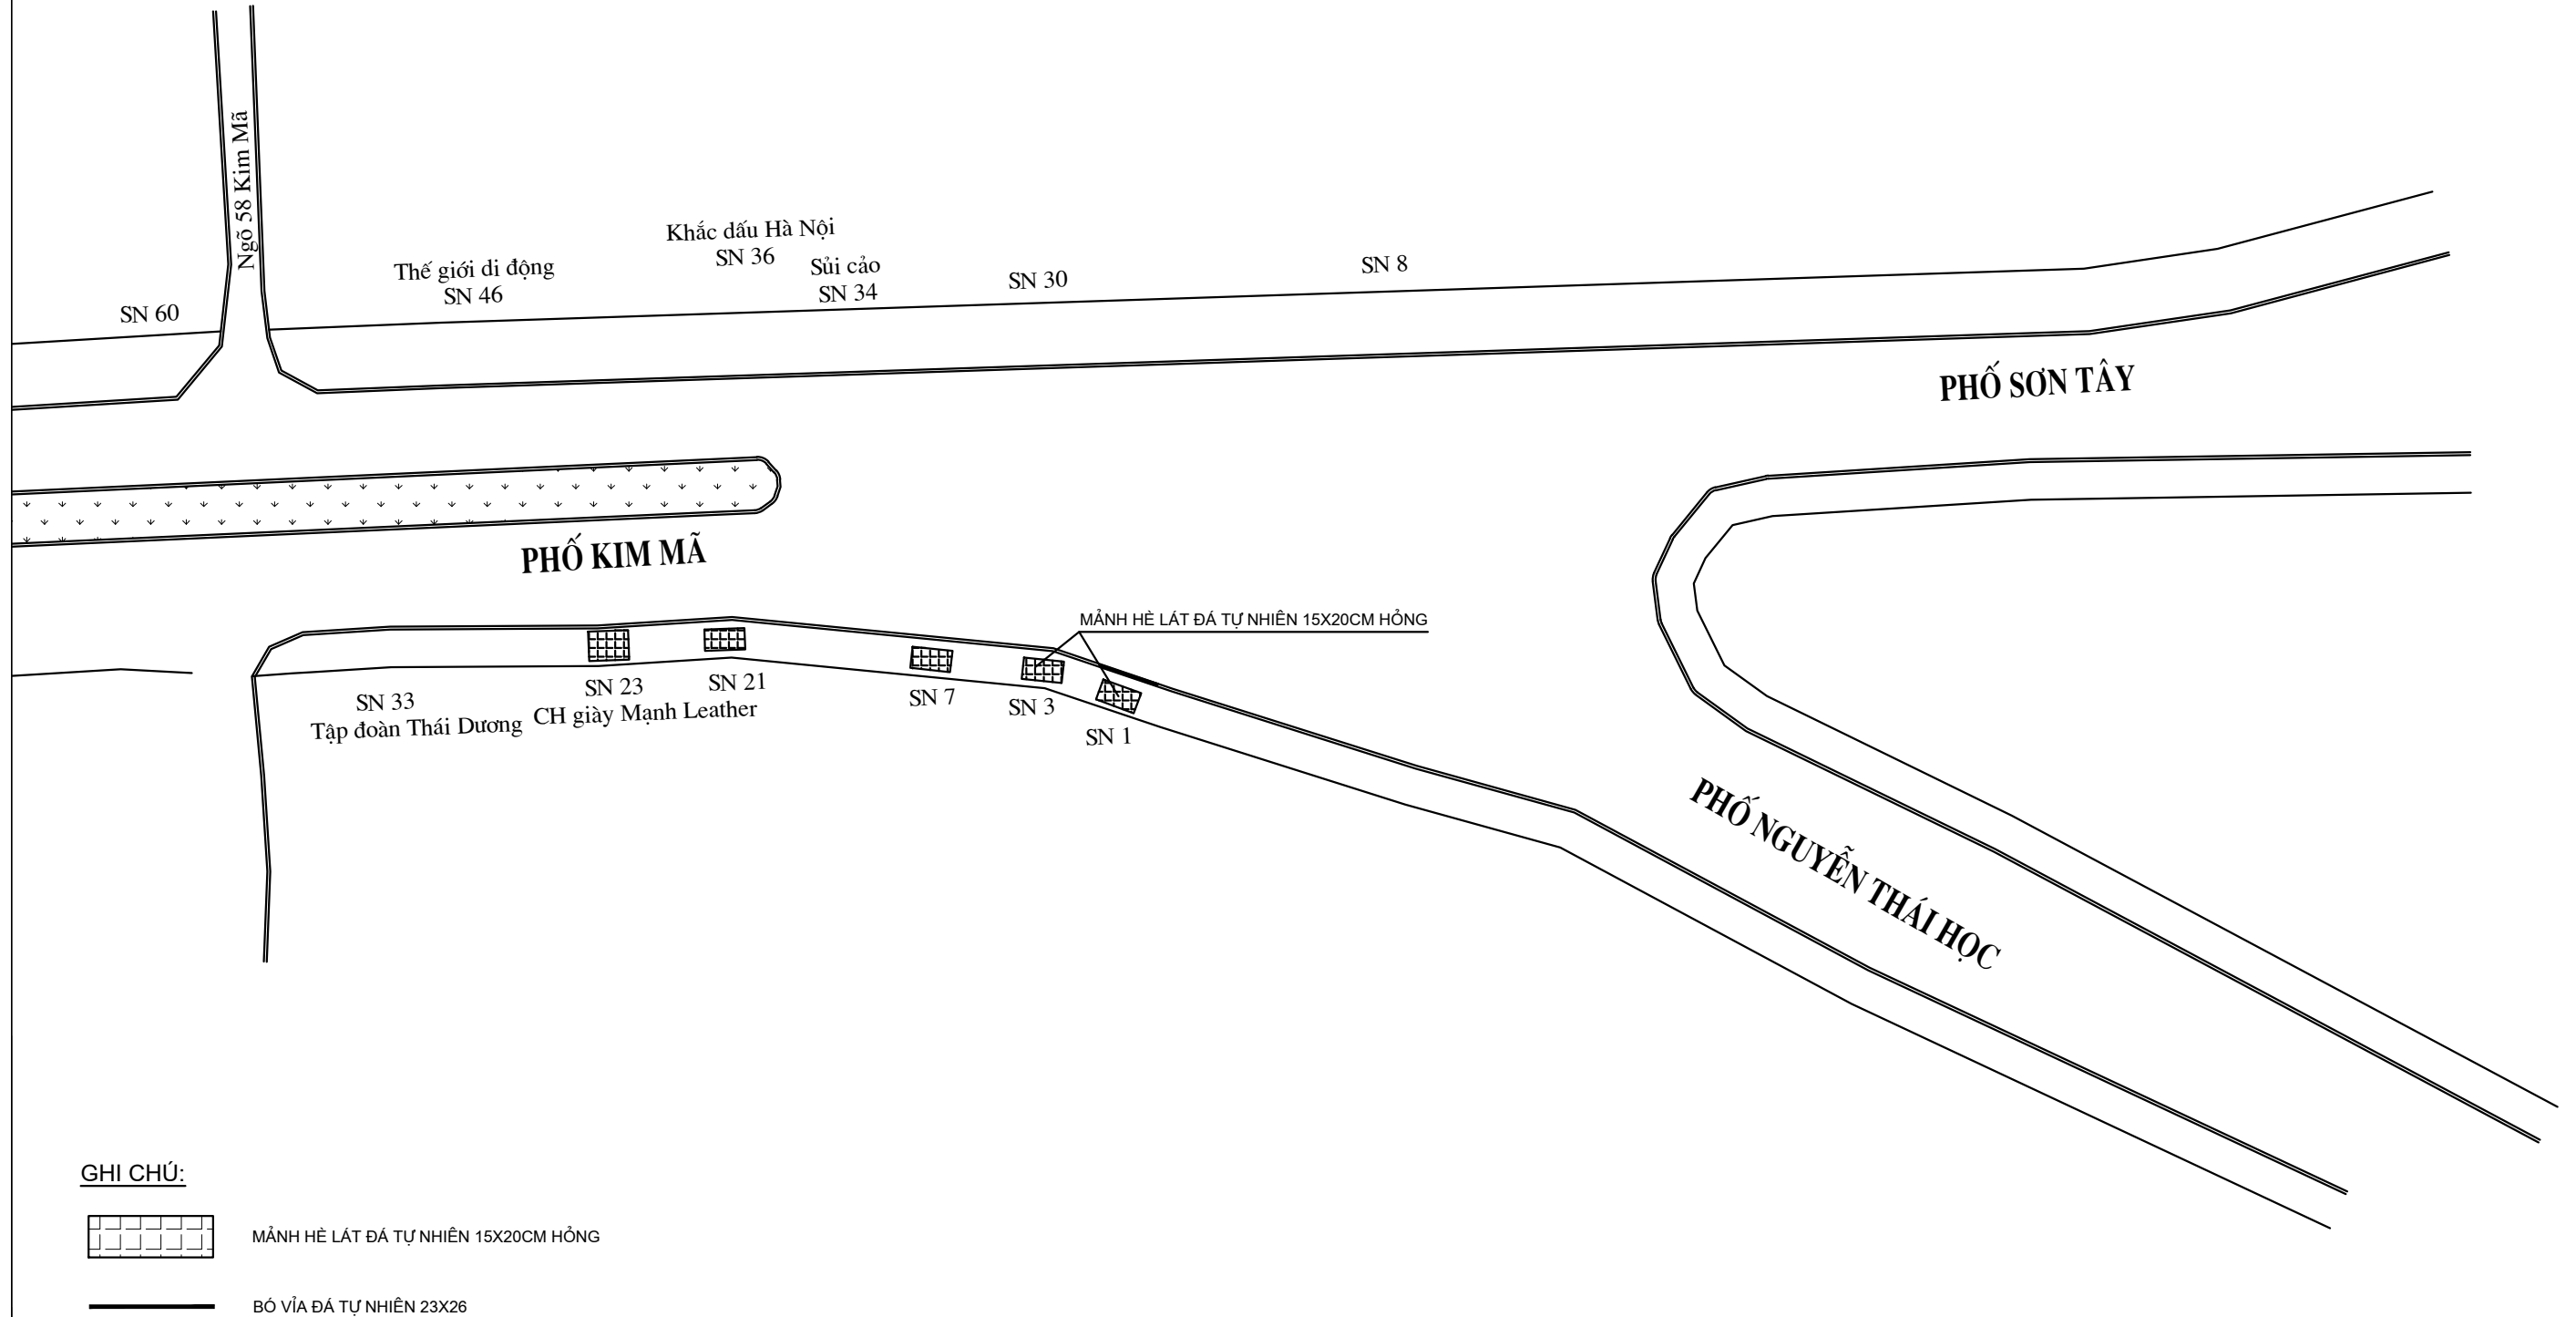 Ngõ 58 Kim Mã
Khắc dấu Hà Nội
SN 36
Thế giới di động
SN 46
Sủi cảo
SN 34
SN 30
SN 8
SN 60
PHỐ SƠN TÂY
PHỐ KIM MÃ
MẢNH HÈ LÁT ĐÁ TỰ NHIÊN 15X20CM HỎNG
SN 33
Tập đoàn Thái Dương
SN 23
CH giày Mạnh Leather
SN 21
SN 7
SN 3
SN 1
PHỐ NGUYỄN THÁI HỌC
GHI CHÚ:
MẢNH HÈ LÁT ĐÁ TỰ NHIÊN 15X20CM HỎNG
BÓ VỈA ĐÁ TỰ NHIÊN 23X26